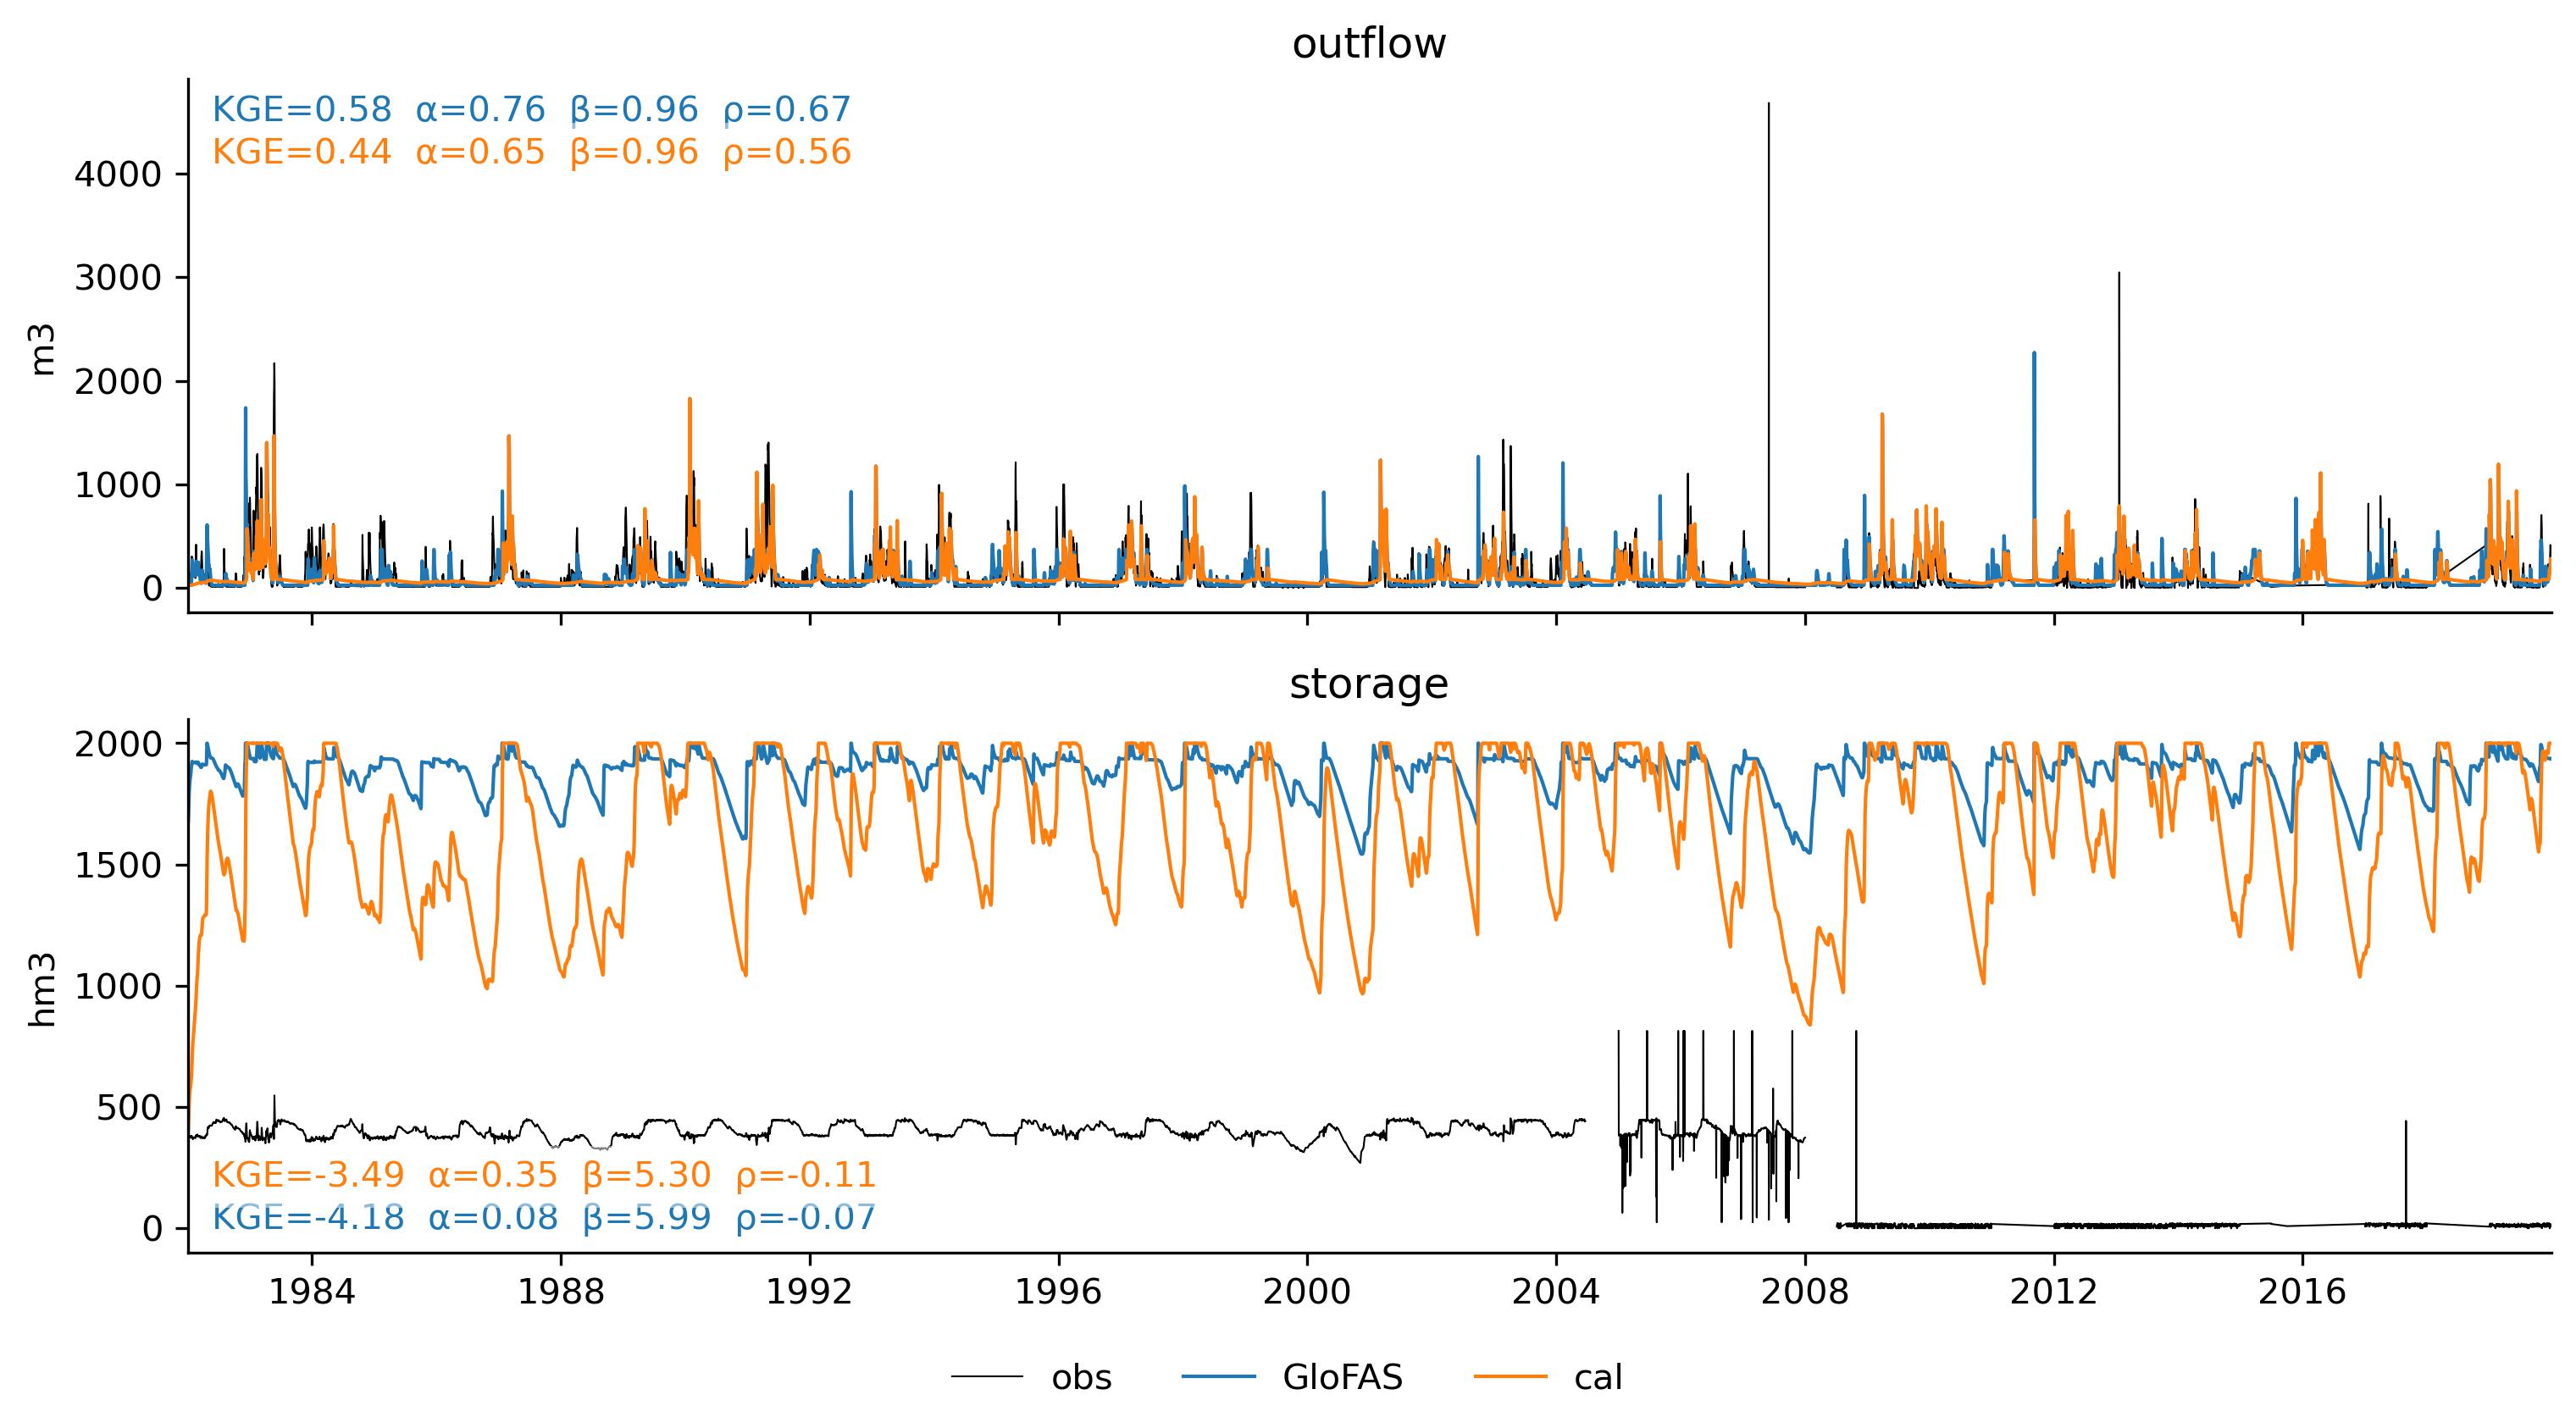 outflow
KGE=0.58 α=0.76 β=0.96 ρ=0.67
KGE=0.44 α=0.65 β=0.96 ρ=0.56
m3
4000
3000
2000
1000
0
storage
hm3
2000
1500
1000
500
0
KGE=-3.49 α=0.35 β=5.30 ρ=-0.11
KGE=-4.18 α=0.08 β=5.99 ρ=-0.07
1984 1988 1992 1996 2000 2004 2008 2012 2016
obs GloFAS cal